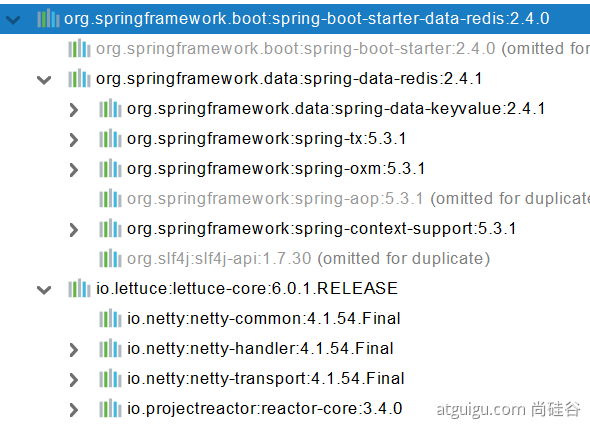 org.springframework.boot:spring-boot-starter-data-redis:2.4.0
org.springframework.boot:spring-boot-starter:2.4.0 (omitted for
org.springframework.data:spring-data-redis:2.4.1
org.springframework.data:spring-data-keyvalue:2.4.1
org.springframework:spring-tx:5.3.1
org.springframework:spring-oxm:5.3.1
org.springframework:spring-aop:5.3.1 (omitted for duplicate
org.springframework:spring-context-support:5.3.1
org.slf4j:slf4j-api:1.7.30 (omitted for duplicate)
io.lettuce:lettuce-core:6.0.1.RELEASE
io.netty:netty-common:4.1.54.Final
io.netty:netty-handler:4.1.54.Final
io.netty:netty-transport:4.1.54.Final
io.projectreactor:reactor-core:3.4.0
atguigu.com 尚硅谷